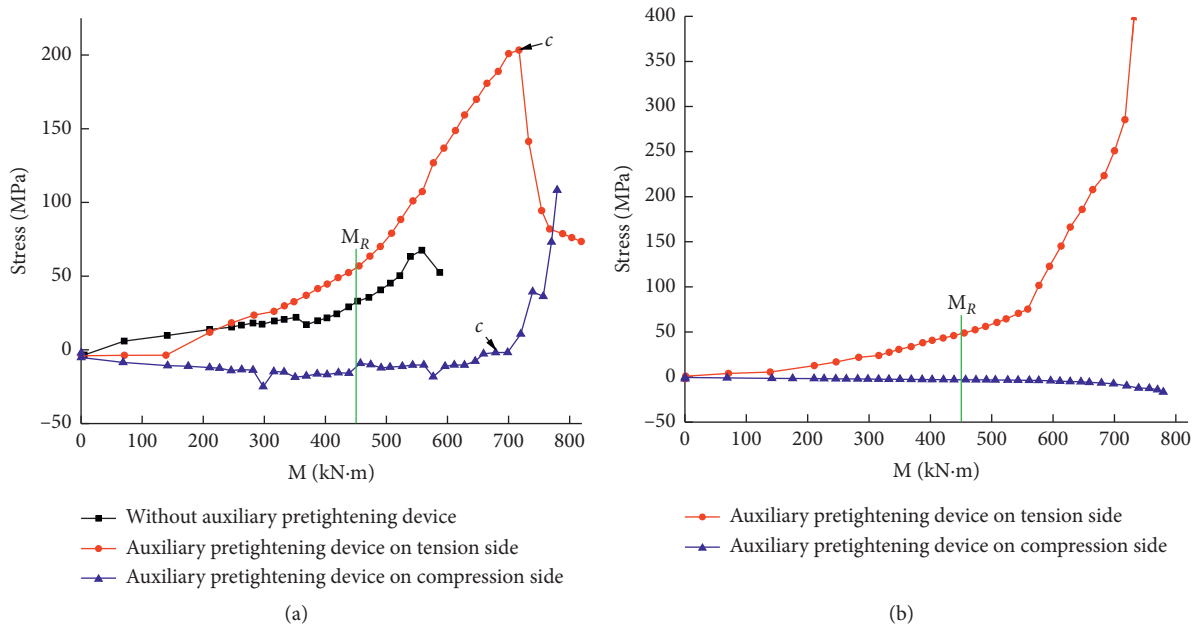 200
150
100
50
0
−50
Stress (MPa)
c
M_R
c
0 100 200 300 400 500 600 700 800
M (kN·m)
Without auxiliary pretightening device
Auxiliary pretightening device on tension side
Auxiliary pretightening device on compression side
(a)
400
350
300
250
200
150
100
50
0
−50
Stress (MPa)
M_R
0 100 200 300 400 500 600 700 800
M (kN·m)
Auxiliary pretightening device on tension side
Auxiliary pretightening device on compression side
(b)